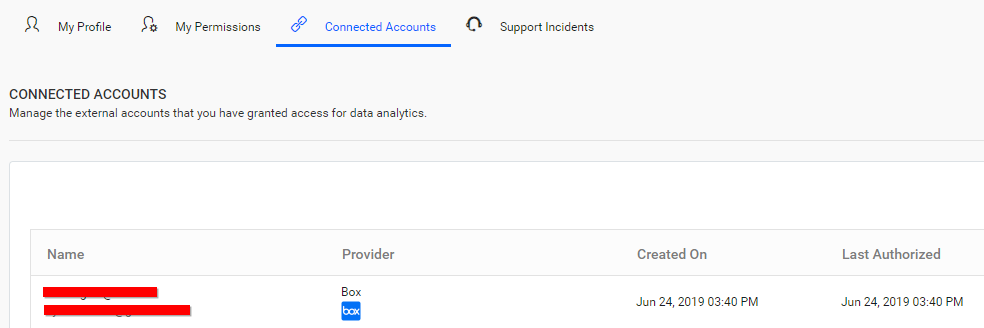 My Profile My Permissions Connected Accounts Support Incidents
CONNECTED ACCOUNTS
Manage the external accounts that you have granted access for data analytics.
Name Provider Created On Last Authorized
Box
box Jun 24, 2019 03:40 PM Jun 24, 2019 03:40 PM